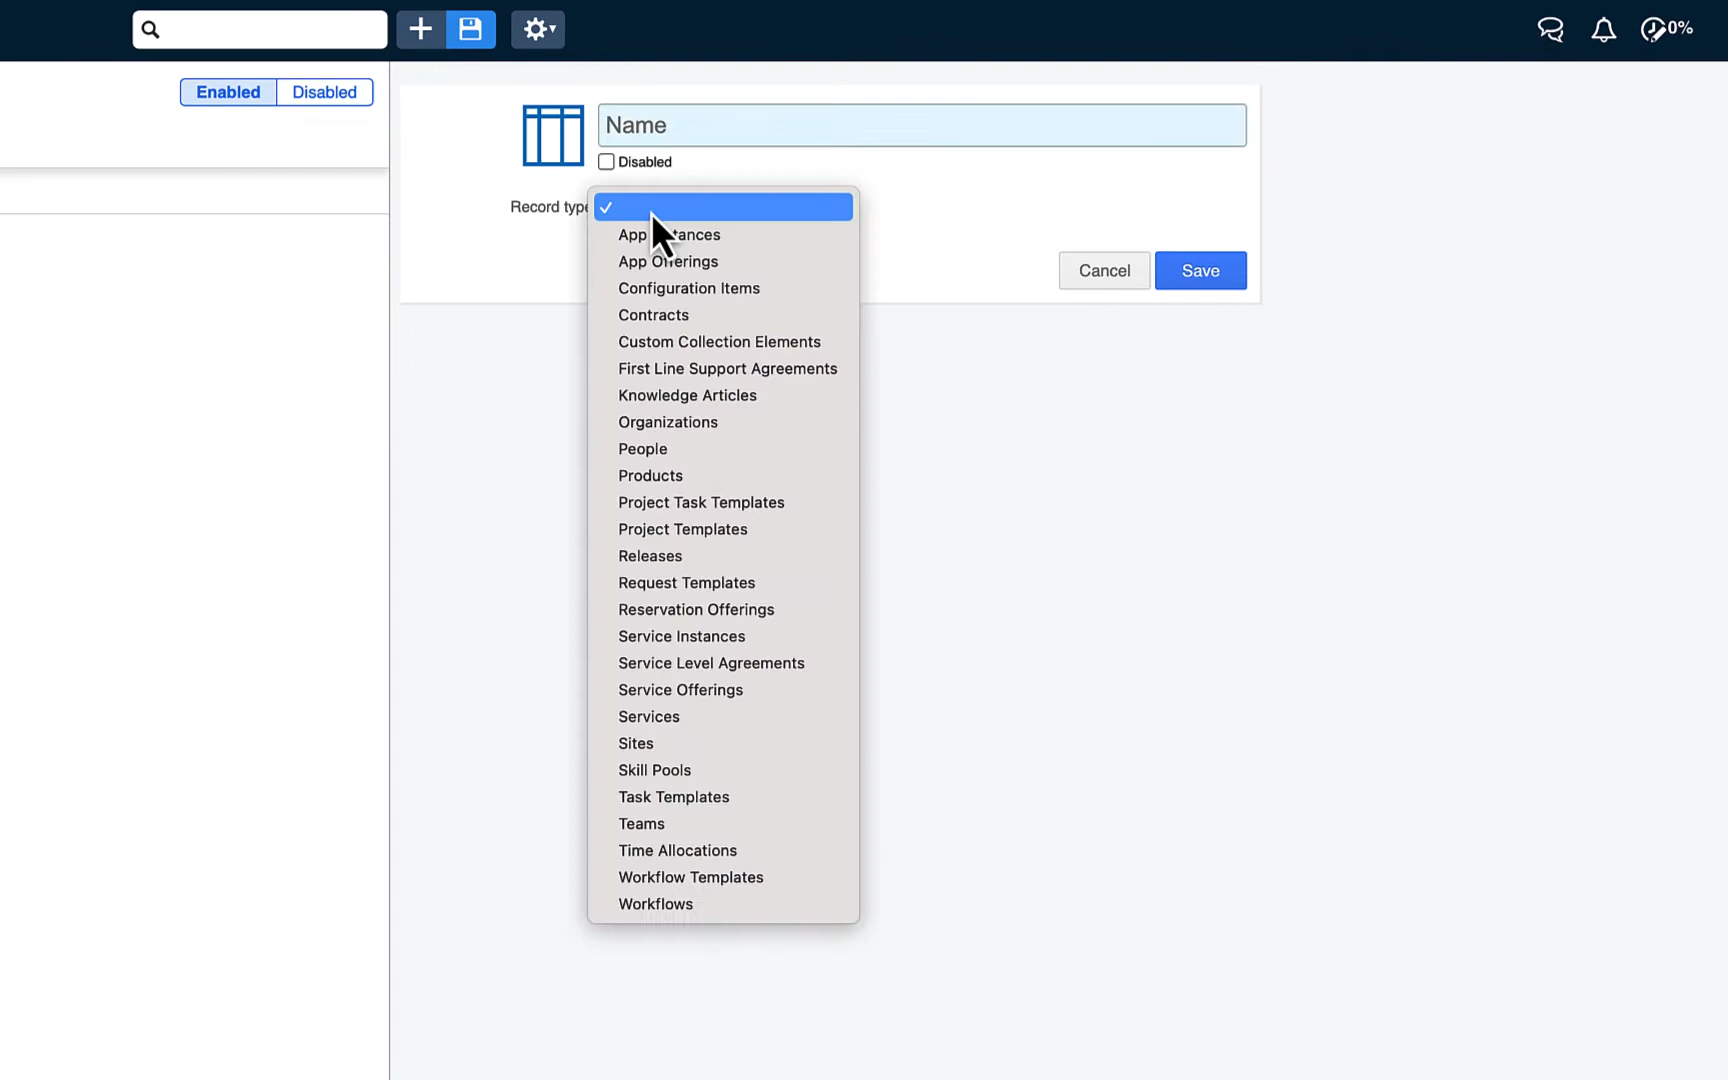 0%
Enabled Disabled
Name
Disabled
Record type
App
ances
App Offerings
Cancel Save
Configuration Items
Contracts
Custom Collection Elements
First Line Support Agreements
Knowledge Articles
Organizations
People
Products
Project Task Templates
Project Templates
Releases
Request Templates
Reservation Offerings
Service Instances
Service Level Agreements
Service Offerings
Services
Sites
Skill Pools
Task Templates
Teams
Time Allocations
Workflow Templates
Workflows